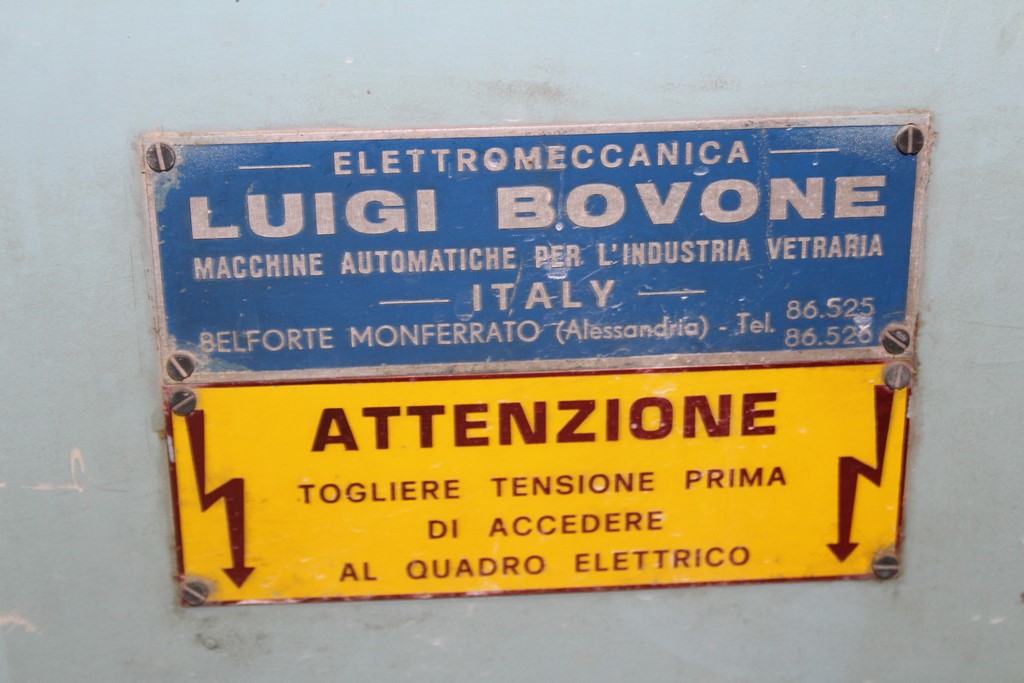 ELETTROMECCANICA
LUIGI BOVONE
MACCHINE AUTOMATICHE PER L'INDUSTRIA VETRARIA
ITALY
BELFORTE MONFERRATO (Alessandria) - Tel. 86.525
86.526
ATTENZIONE
TOGLIERE TENSIONE PRIMA
DI ACCEDERE
AL QUADRO ELETTRICO